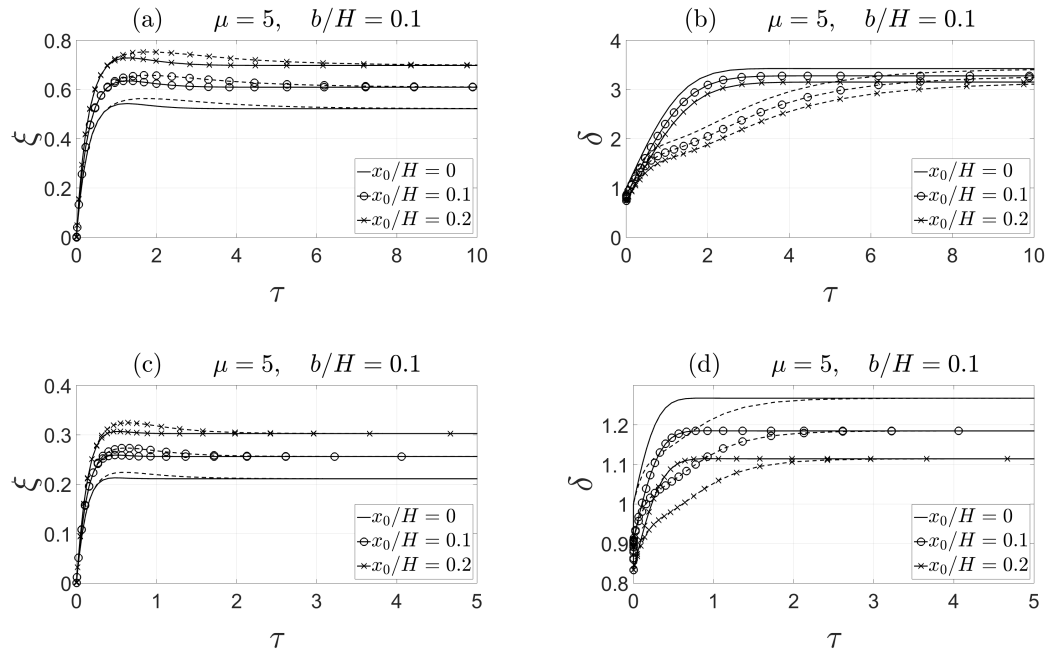 (a) μ = 5, b/H = 0.1
0.8
0.6
0.4
0.2
0
ξ
0 2 4 6 8 10
τ
x₀/H = 0
x₀/H = 0.1
x₀/H = 0.2
(b) μ = 5, b/H = 0.1
4
3
2
1
0
δ
0 2 4 6 8 10
τ
x₀/H = 0
x₀/H = 0.1
x₀/H = 0.2
(c) μ = 5, b/H = 0.1
0.4
0.3
0.2
0.1
0
ξ
0 1 2 3 4 5
τ
x₀/H = 0
x₀/H = 0.1
x₀/H = 0.2
(d) μ = 5, b/H = 0.1
1.2
1.1
1
0.9
0.8
δ
0 1 2 3 4 5
τ
x₀/H = 0
x₀/H = 0.1
x₀/H = 0.2